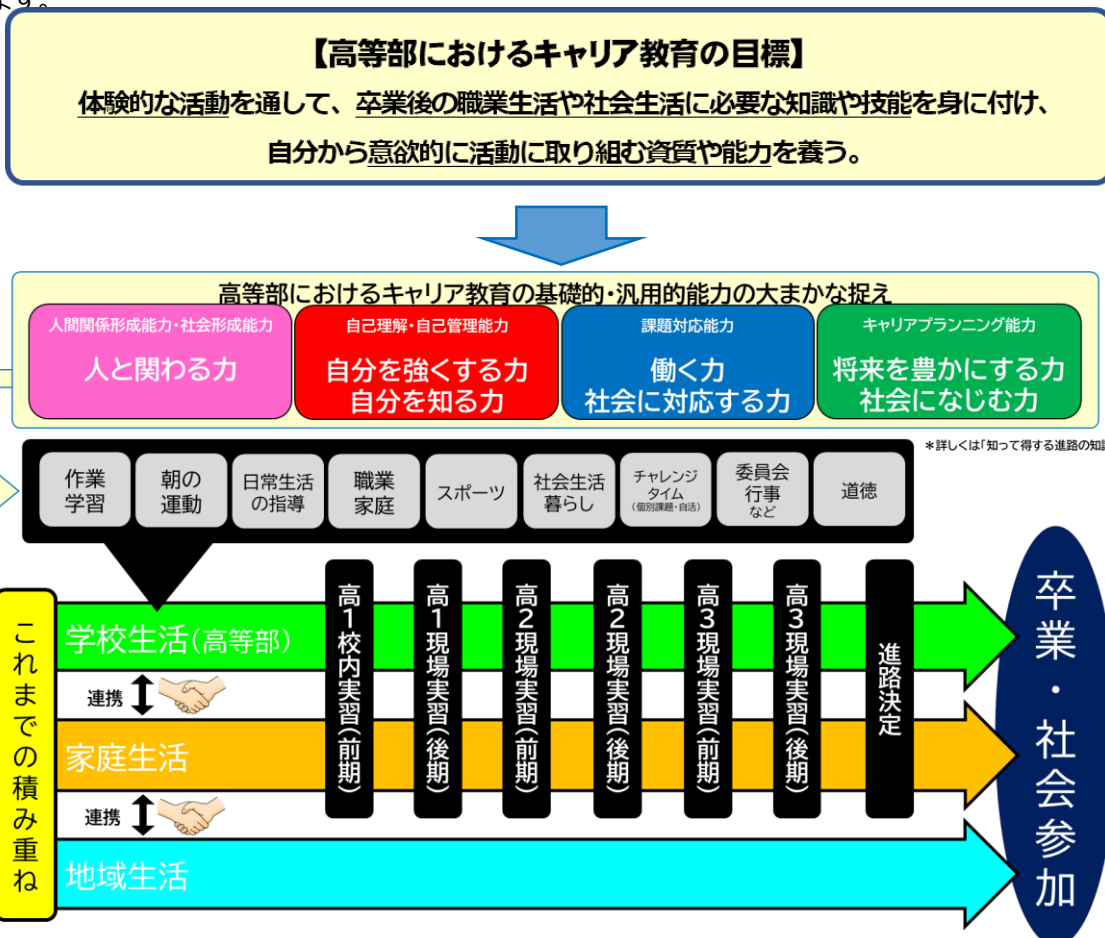 ます。
【高等部におけるキャリア教育の目標】
体験的な活動を通して、卒業後の職業生活や社会生活に必要な知識や技能を身に付け、
自分から意欲的に活動に取り組む資質や能力を養う。
高等部におけるキャリア教育の基礎的・汎用的能力の大まかな捉え
人間関係形成能力・社会形成能力
人と関わる力
自己理解・自己管理能力
自分を強くする力
自分を知る力
課題対応能力
働く力
社会に対応する力
キャリアプランニング能力
将来を豊かにする力
社会になじむ力
＊詳しくは「知って得する進路の知識
作業
学習
朝の
運動
日常生活
の指導
職業
家庭
スポーツ
社会生活
暮らし
チャレンジ
タイム
(個別課題・自活)
委員会
行事
など
道徳
これまでの積み重ね
学校生活(高等部)
連携
家庭生活
連携
地域生活
高1校内実習(前期)
高1現場実習(後期)
高2現場実習(前期)
高2現場実習(後期)
高3現場実習(前期)
高3現場実習(後期)
進路決定
卒業・社会参加